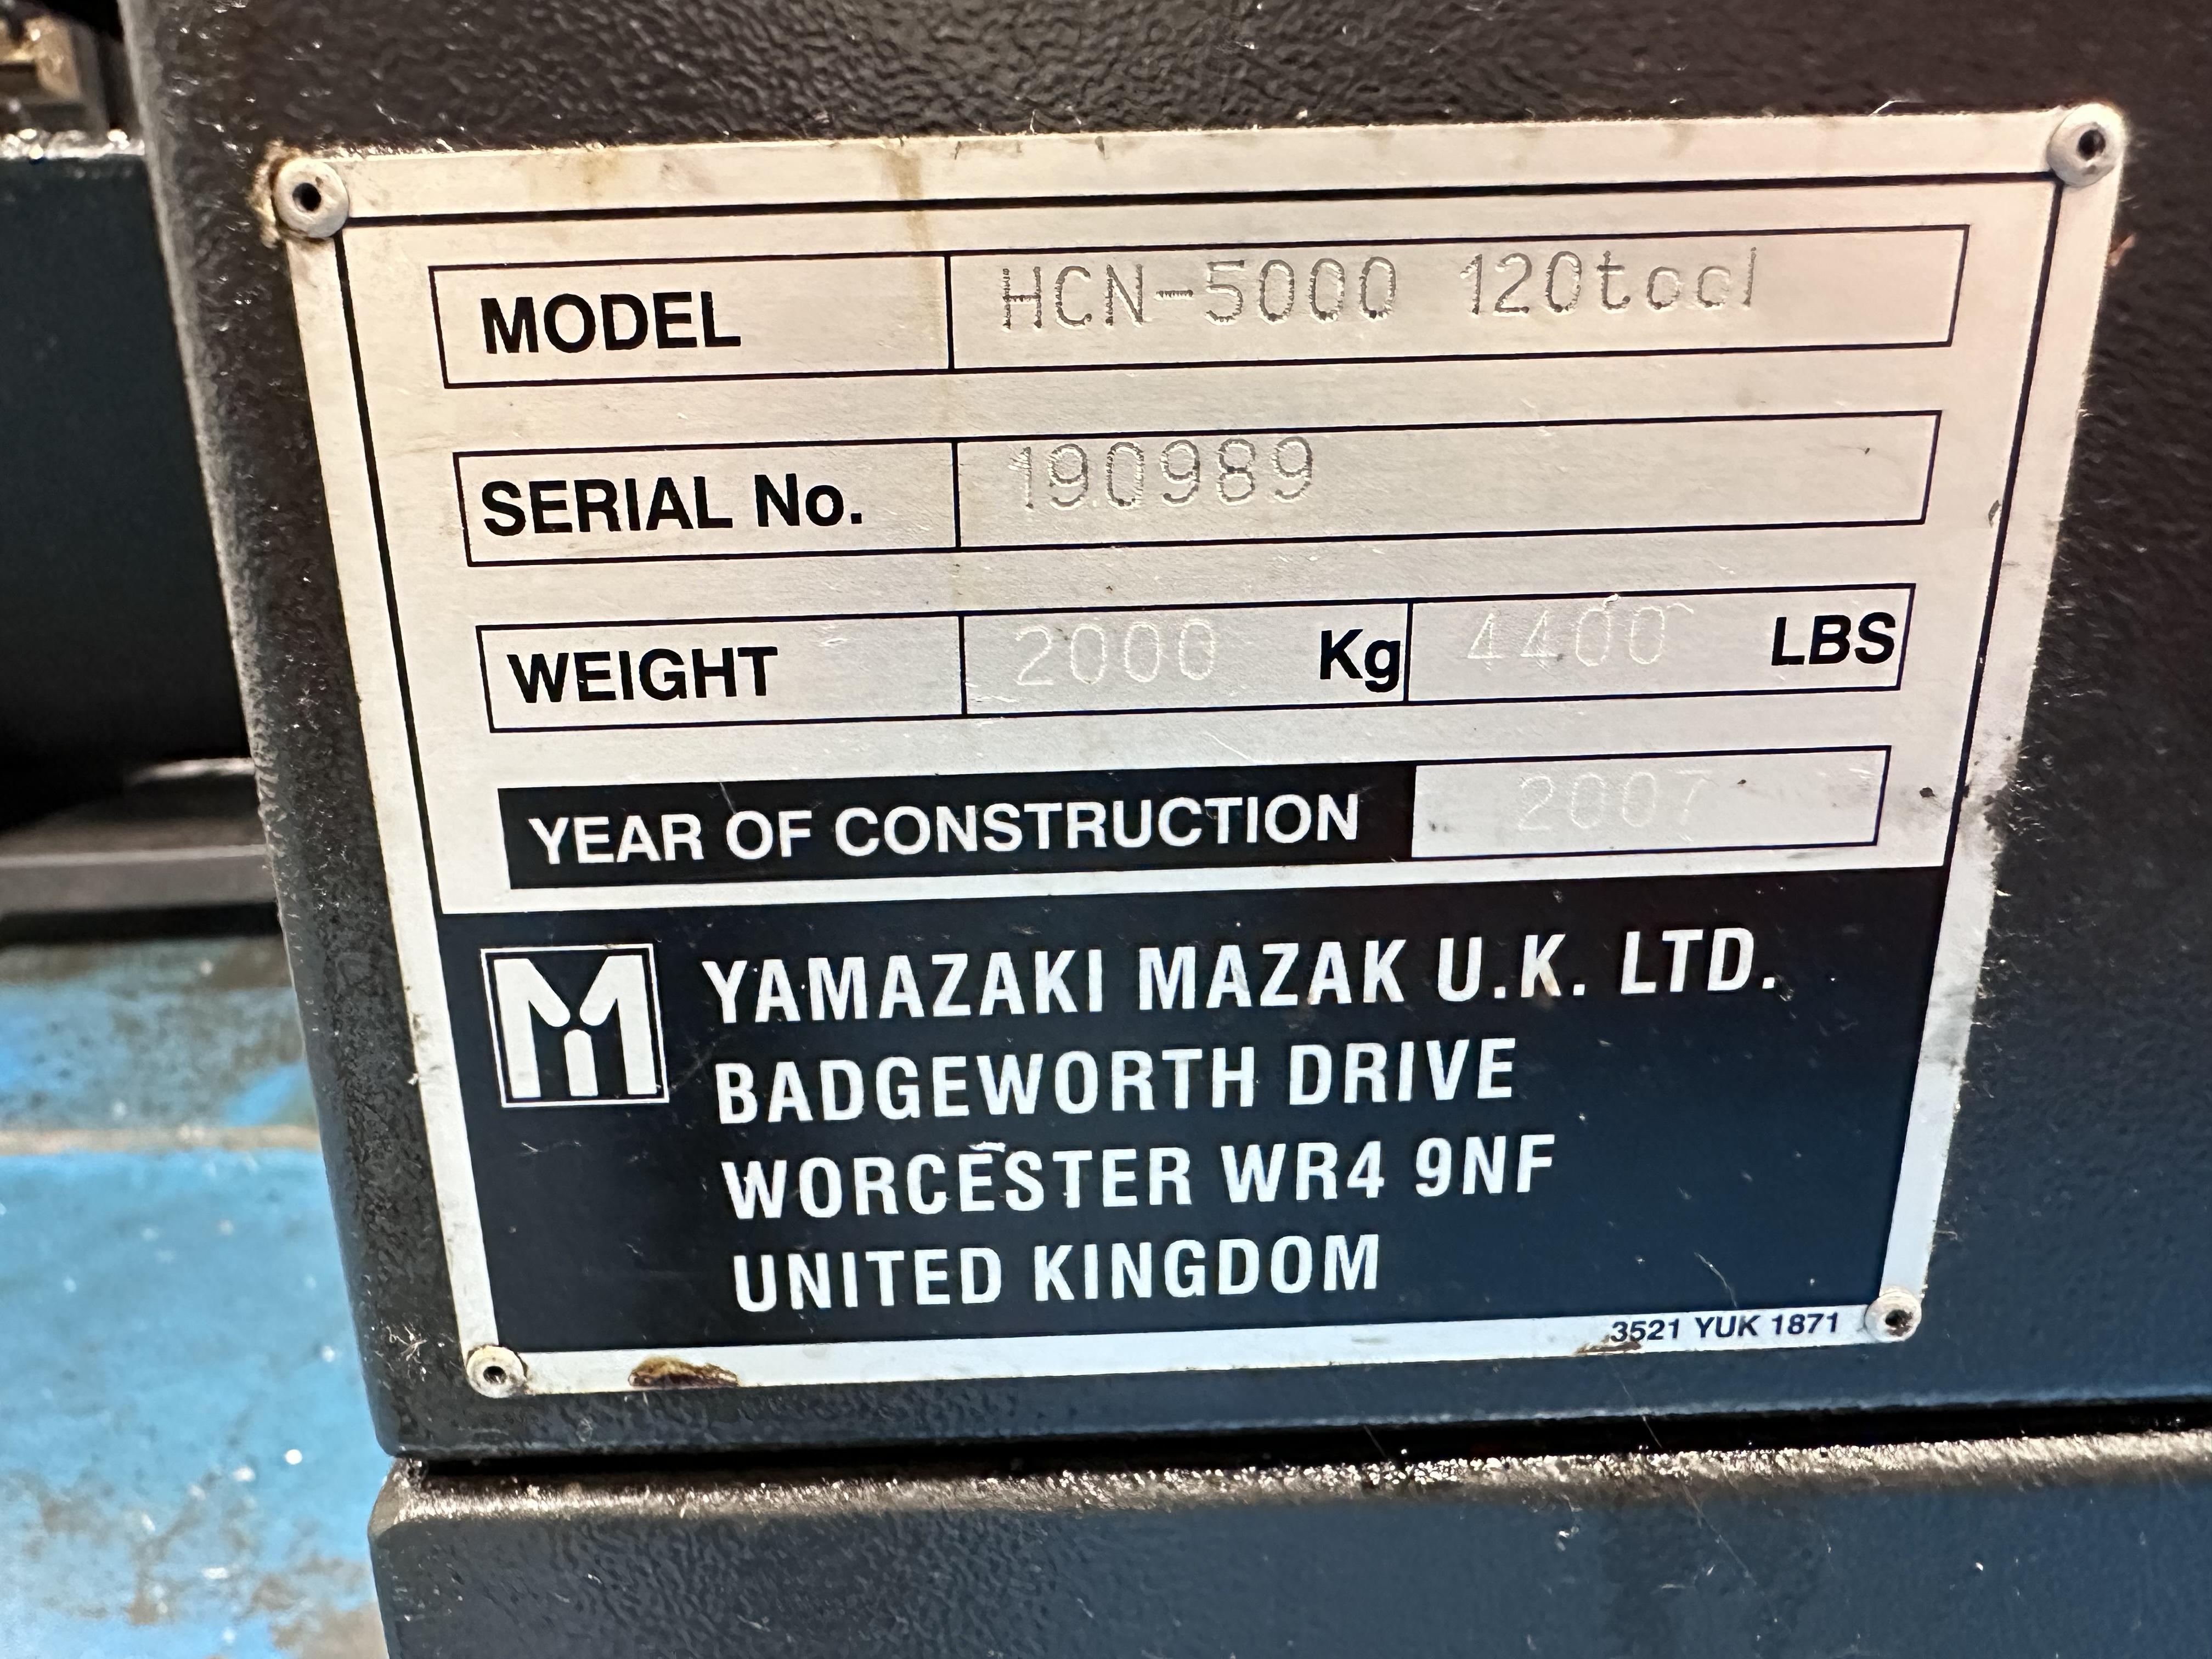 MODEL HCN-5000 120tool
SERIAL No. 190989
WEIGHT 2000 Kg 4400 LBS
YEAR OF CONSTRUCTION 2007
YAMAZAKI MAZAK U.K. LTD.
BADGEWORTH DRIVE
WORCESTER WR4 9NF
UNITED KINGDOM
3521 YUK 1871